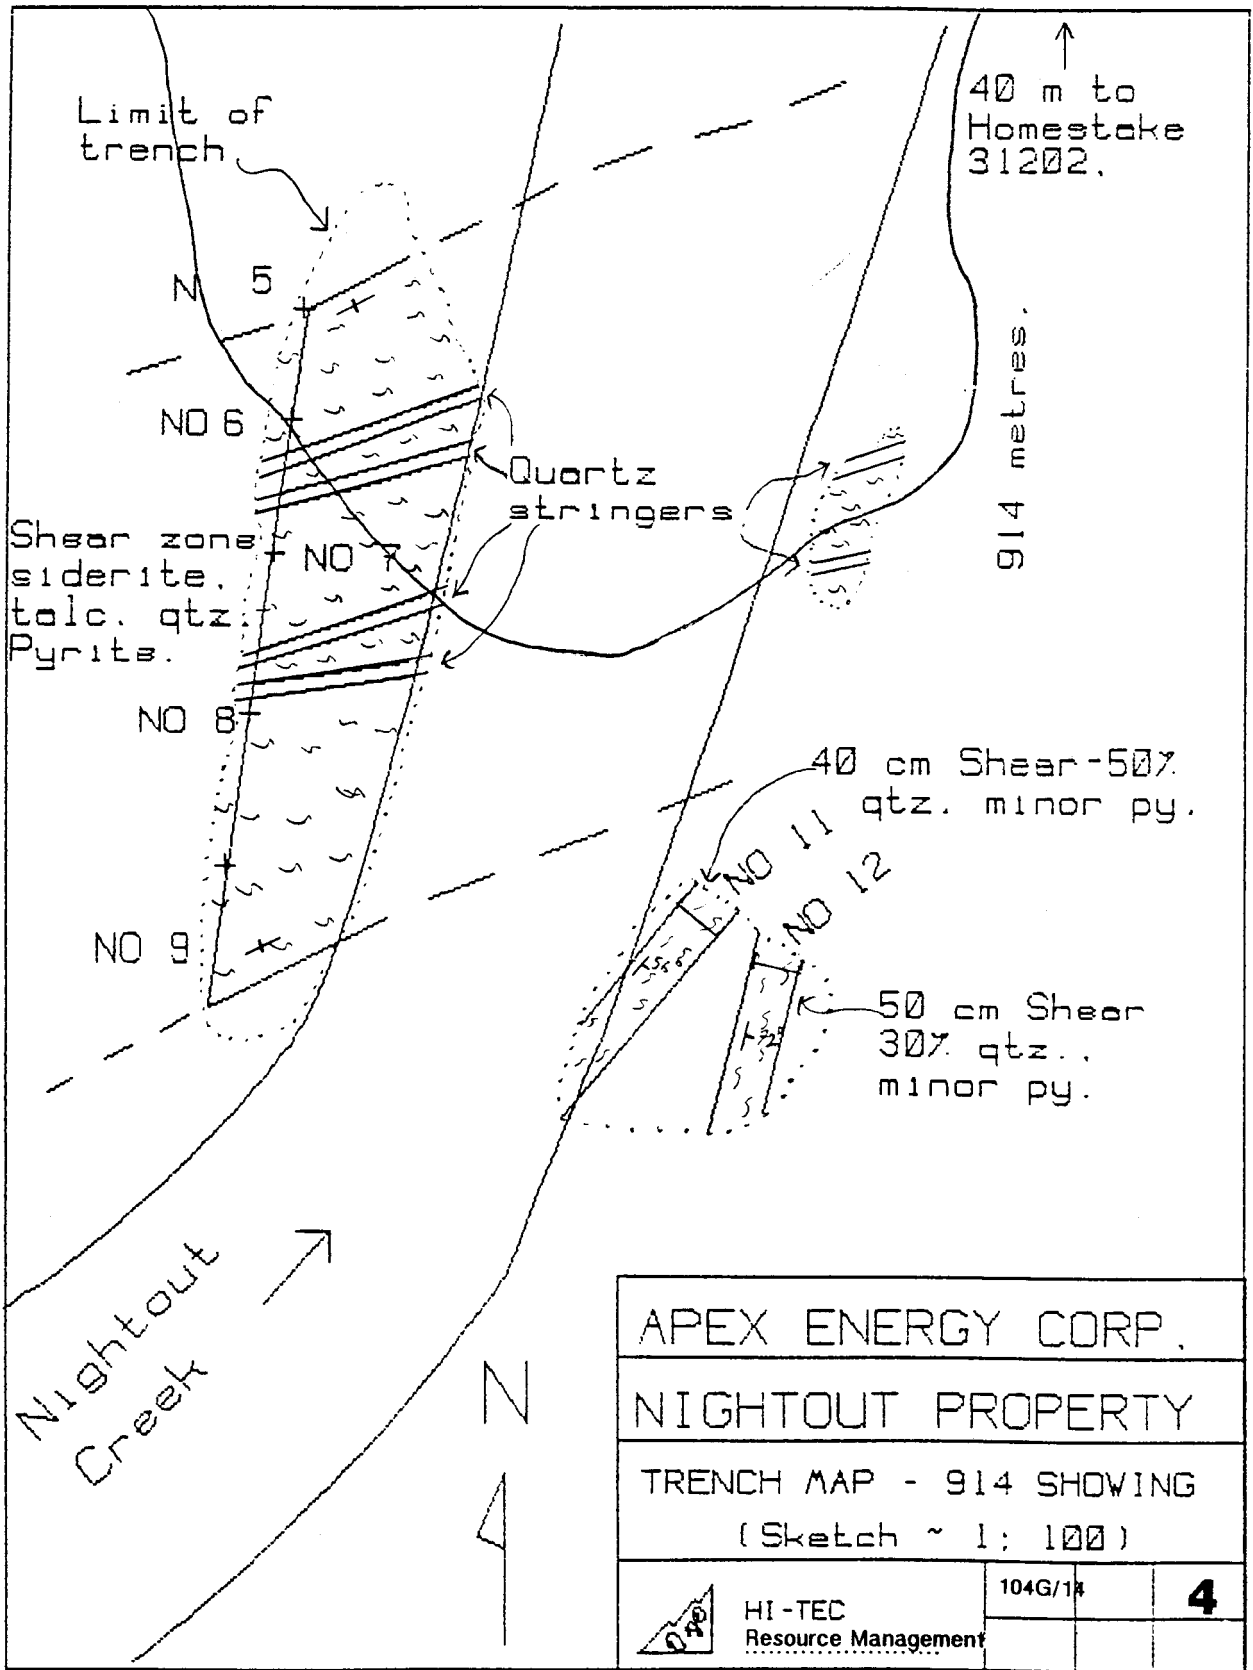 Limit of
trench
40 m to
Homestake
31202.
N 5
NO 6
Quartz
stringers
914 metres.
Shear zone
siderite.
talc. qtz.
Pyrite.
NO 7
NO 8
40 cm Shear-50%
qtz. minor py.
NO 11
NO 12
NO 9
50 cm Shear
30% qtz..
minor py.
Nightout
Creek
N
APEX ENERGY CORP.
NIGHTOUT PROPERTY
TRENCH MAP - 914 SHOWING
(Sketch ~ 1: 100)
HI-TEC
Resource Management
104G/14
4